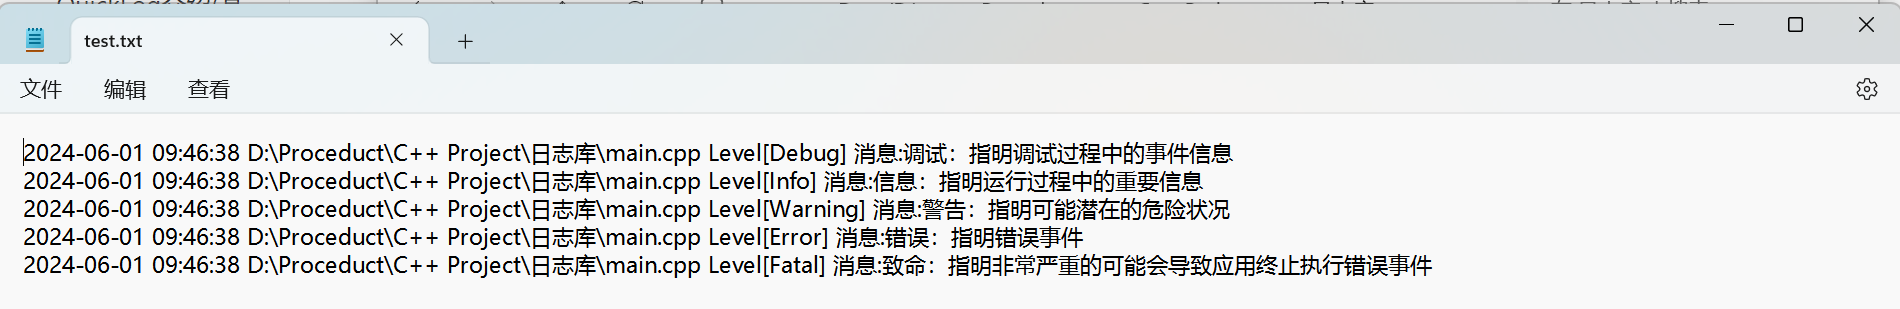 test.txt
文件 编辑 查看
2024-06-01 09:46:38 D:\Proceduct\C++ Project\日志库\main.cpp Level[Debug] 消息:调试：指明调试过程中的事件信息
2024-06-01 09:46:38 D:\Proceduct\C++ Project\日志库\main.cpp Level[Info] 消息:信息：指明运行过程中的重要信息
2024-06-01 09:46:38 D:\Proceduct\C++ Project\日志库\main.cpp Level[Warning] 消息:警告：指明可能潜在的危险状况
2024-06-01 09:46:38 D:\Proceduct\C++ Project\日志库\main.cpp Level[Error] 消息:错误：指明错误事件
2024-06-01 09:46:38 D:\Proceduct\C++ Project\日志库\main.cpp Level[Fatal] 消息:致命：指明非常严重的可能会导致应用终止执行错误事件